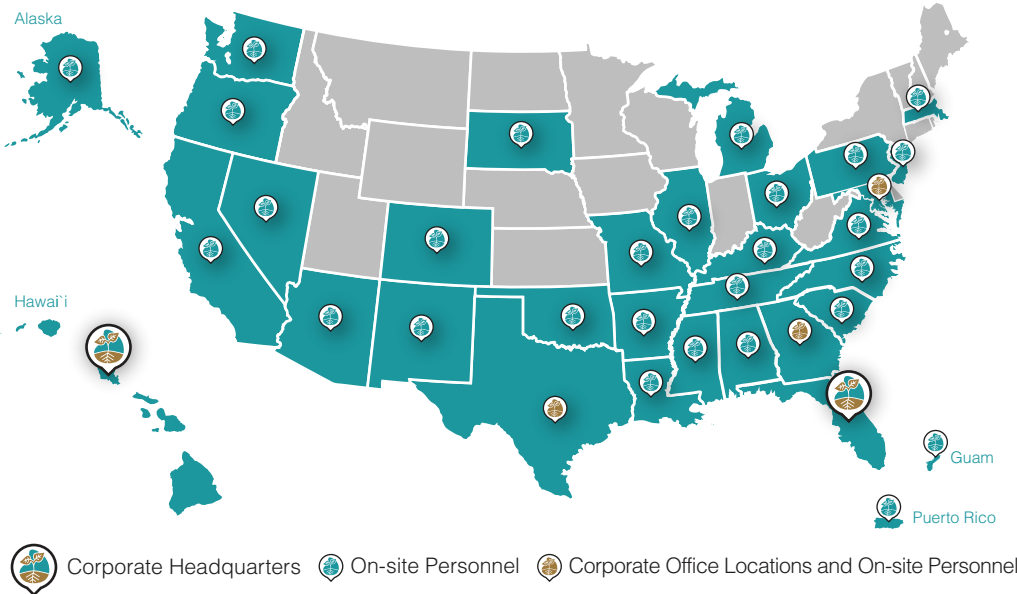 Alaska
Hawai`i
Guam
Puerto Rico
Corporate Headquarters
On-site Personnel
Corporate Office Locations and On-site Personnel